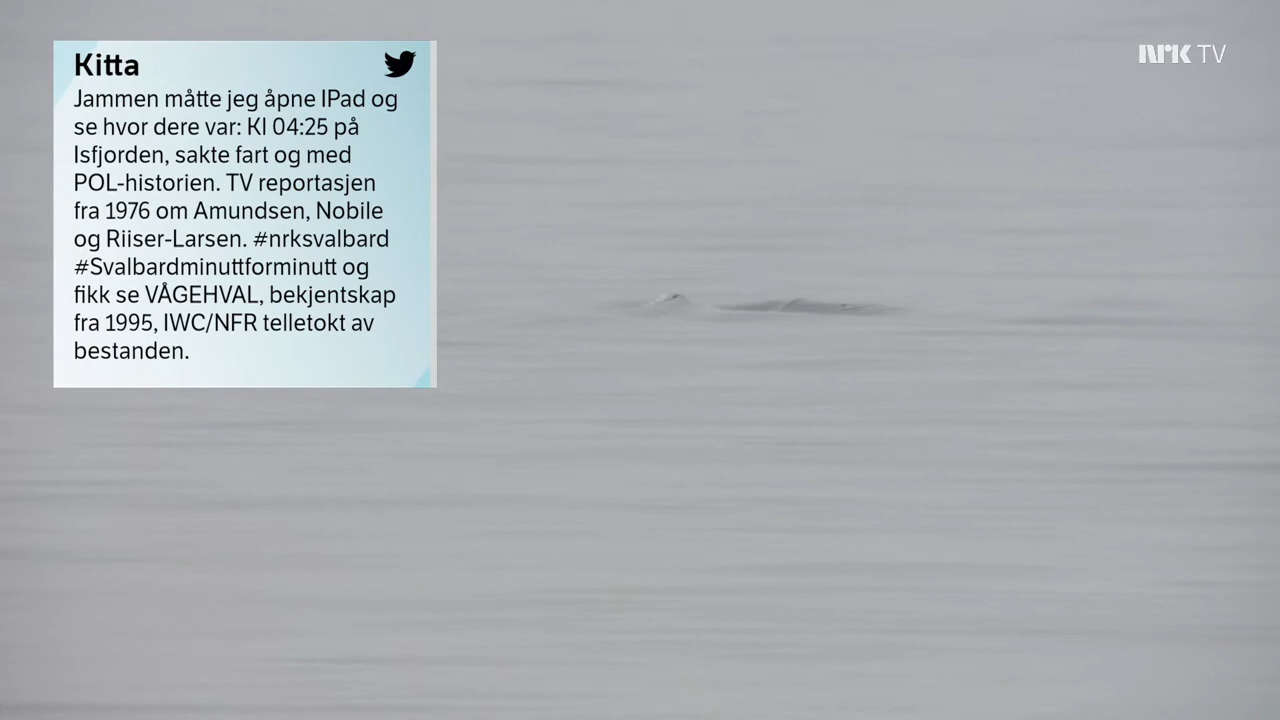 Kitta
NRK TV
Jammen måtte jeg åpne IPad og
se hvor dere var: Kl 04:25 på
Isfjorden, sakte fart og med
POL-historien. TV reportasjen
fra 1976 om Amundsen, Nobile
og Riiser-Larsen. #nrksvalbard
#Svalbardminuttforminutt og
fikk se VÅGEHVAL, bekjentskap
fra 1995, IWC/NFR telletokt av
bestanden.